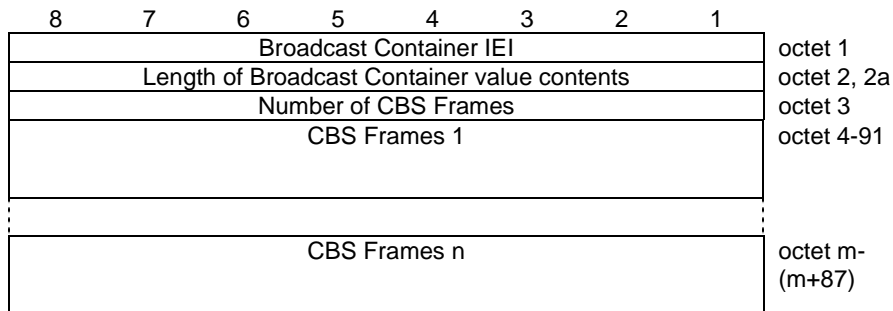 8 7 6 5 4 3 2 1
Broadcast Container IEI octet 1
Length of Broadcast Container value contents octet 2, 2a
Number of CBS Frames octet 3
CBS Frames 1 octet 4-91
CBS Frames n octet m-
(m+87)